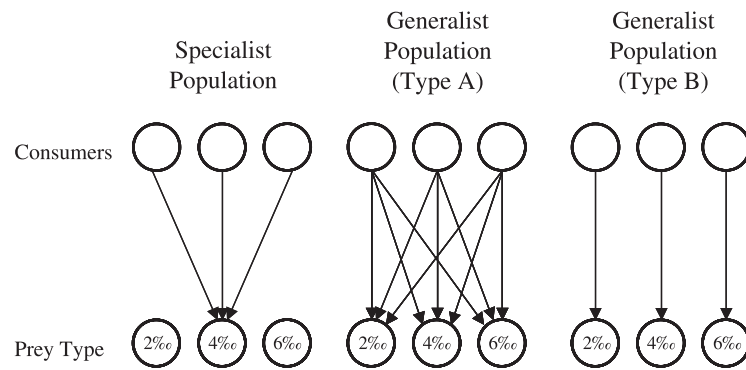 Specialist
Population
Generalist
Population
(Type A)
Generalist
Population
(Type B)
Consumers
Prey Type
2‰ 4‰ 6‰ 2‰ 4‰ 6‰ 2‰ 4‰ 6‰